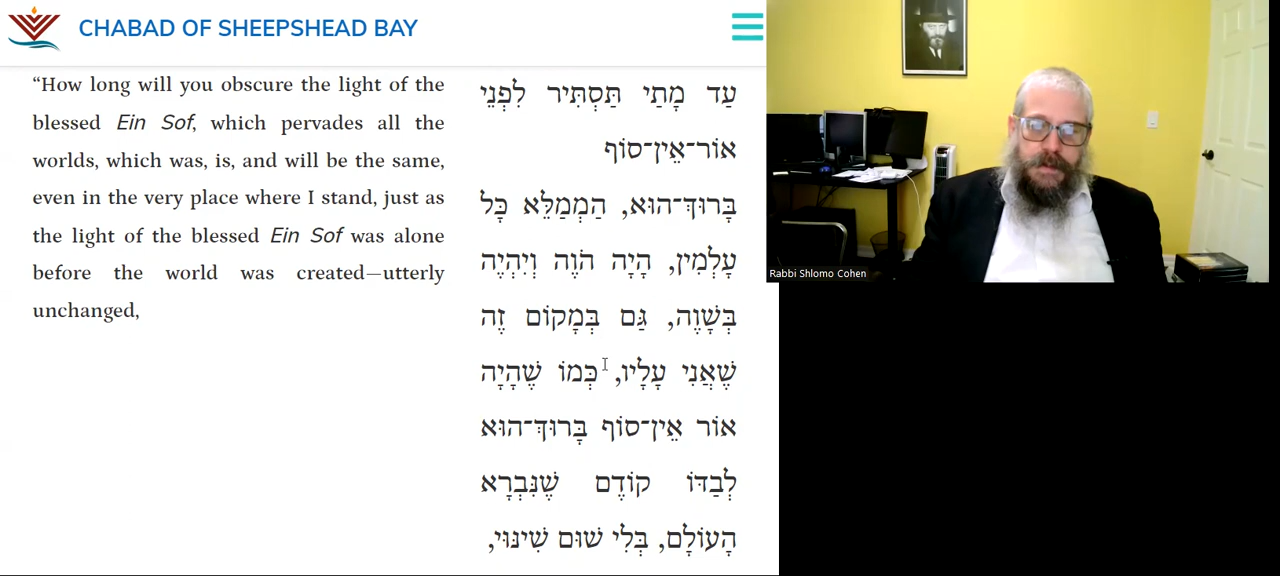 CHABAD OF SHEEPSHEAD BAY
“How long will you obscure the light of the
blessed Ein Sof, which pervades all the
worlds, which was, is, and will be the same,
even in the very place where I stand, just as
the light of the blessed Ein Sof was alone
before the world was created—utterly
unchanged,
עַד מָתַי תַּסְתִּיר לִפְנֵי
אוֹר־אֵין־סוֹף
בָּרוּךְ־הוּא, הַמְמַלֵּא כָּל
עָלְמִין, הָיָה הֹוֶה וְיִהְיֶה
בְּשָׁוֶה, גַּם בְּמָקוֹם זֶה
שֶׁאֲנִי עָלָיו, כְּמוֹ שֶׁהָיָה
אוֹר אֵין־סוֹף בָּרוּךְ־הוּא
לְבַדּוֹ קוֹדֶם שֶׁנִּבְרָא
הָעוֹלָם, בְּלִי שׁוּם שִׁינּוּי,
Rabbi Shlomo Cohen